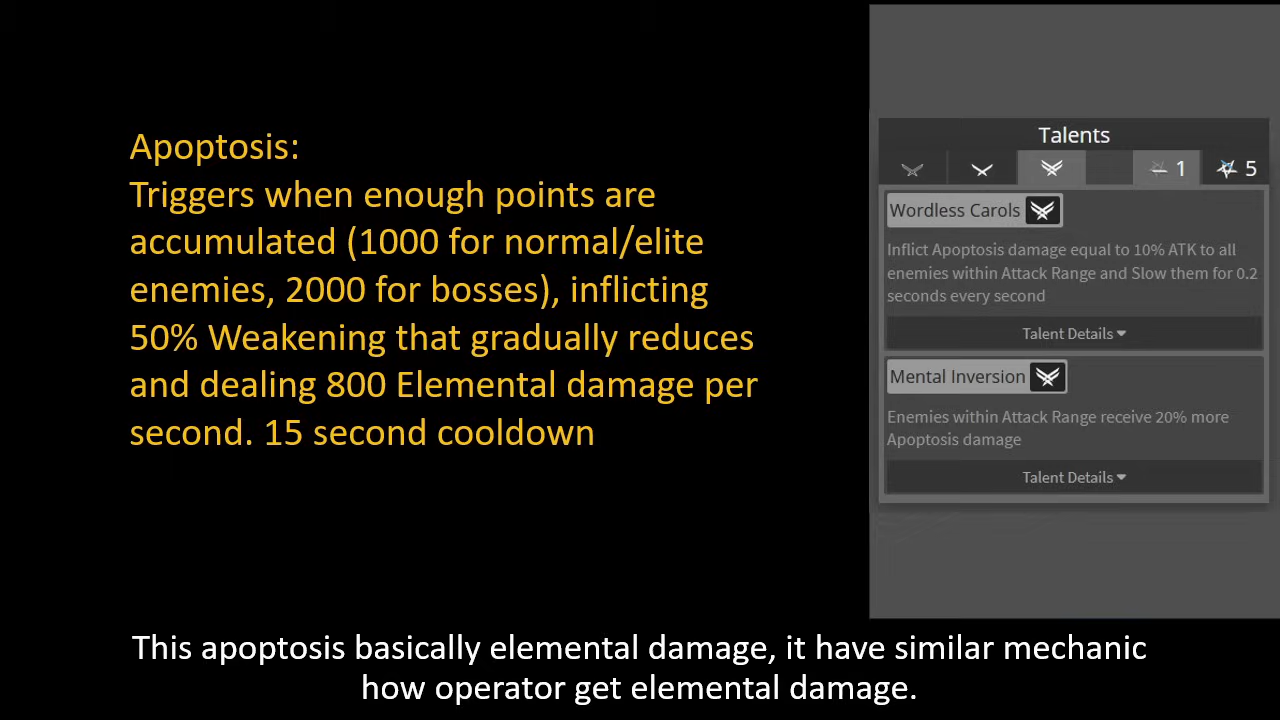 Apoptosis:
Triggers when enough points are
accumulated (1000 for normal/elite
enemies, 2000 for bosses), inflicting
50% Weakening that gradually reduces
and dealing 800 Elemental damage per
second. 15 second cooldown
Talents
1
5
Wordless Carols
Inflict Apoptosis damage equal to 10% ATK to all
enemies within Attack Range and Slow them for 0.2
seconds every second
Talent Details
Mental Inversion
Enemies within Attack Range receive 20% more
Apoptosis damage
Talent Details
This apoptosis basically elemental damage, it have similar mechanic
how operator get elemental damage.